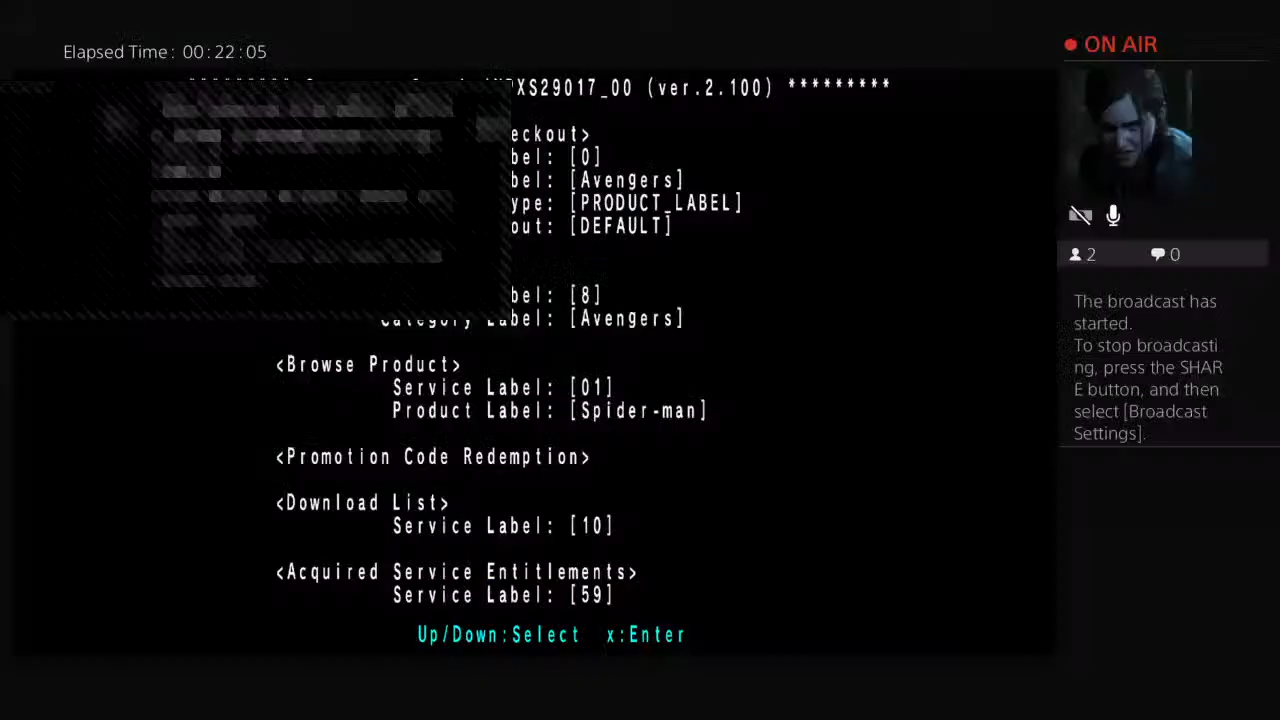 Elapsed Time: 00:22:05
ON AIR
XS29017_00 (ver.2.100) *********
eckout>
bel: [0]
bel: [Avengers]
ype: [PRODUCT_LABEL]
out: [DEFAULT]
bel: [8]
Category Label: [Avengers]
<Browse Product>
Service Label: [01]
Product Label: [Spider-man]
<Promotion Code Redemption>
<Download List>
Service Label: [10]
<Acquired Service Entitlements>
Service Label: [59]
Up/Down:Select x:Enter
2
0
The broadcast has
started.
To stop broadcasti
ng, press the SHAR
E button, and then
select [Broadcast
Settings].